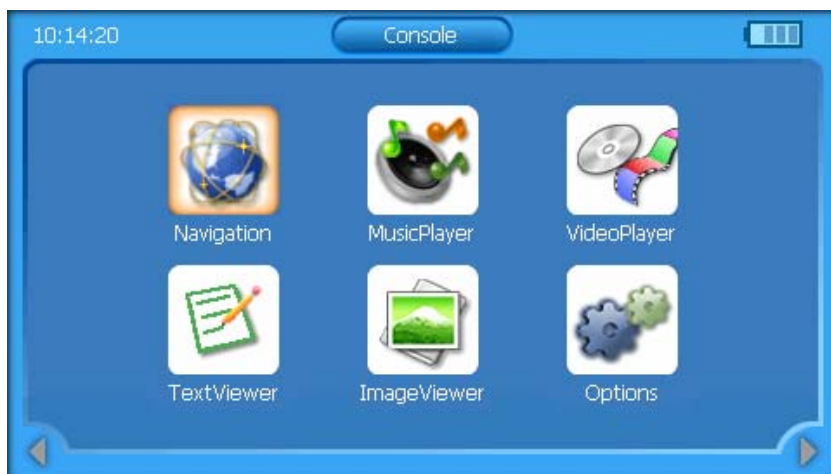 10:14:20
Console
Navigation
MusicPlayer
VideoPlayer
TextViewer
ImageViewer
Options